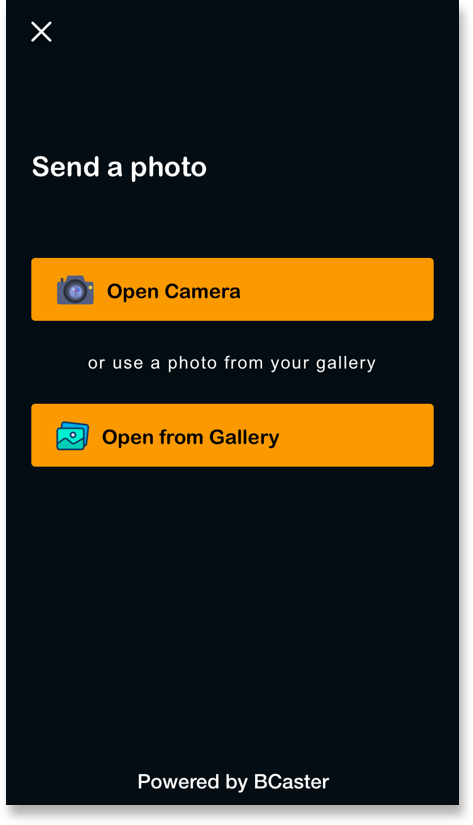 Send a photo
Open Camera
or use a photo from your gallery
Open from Gallery
Powered by BCaster